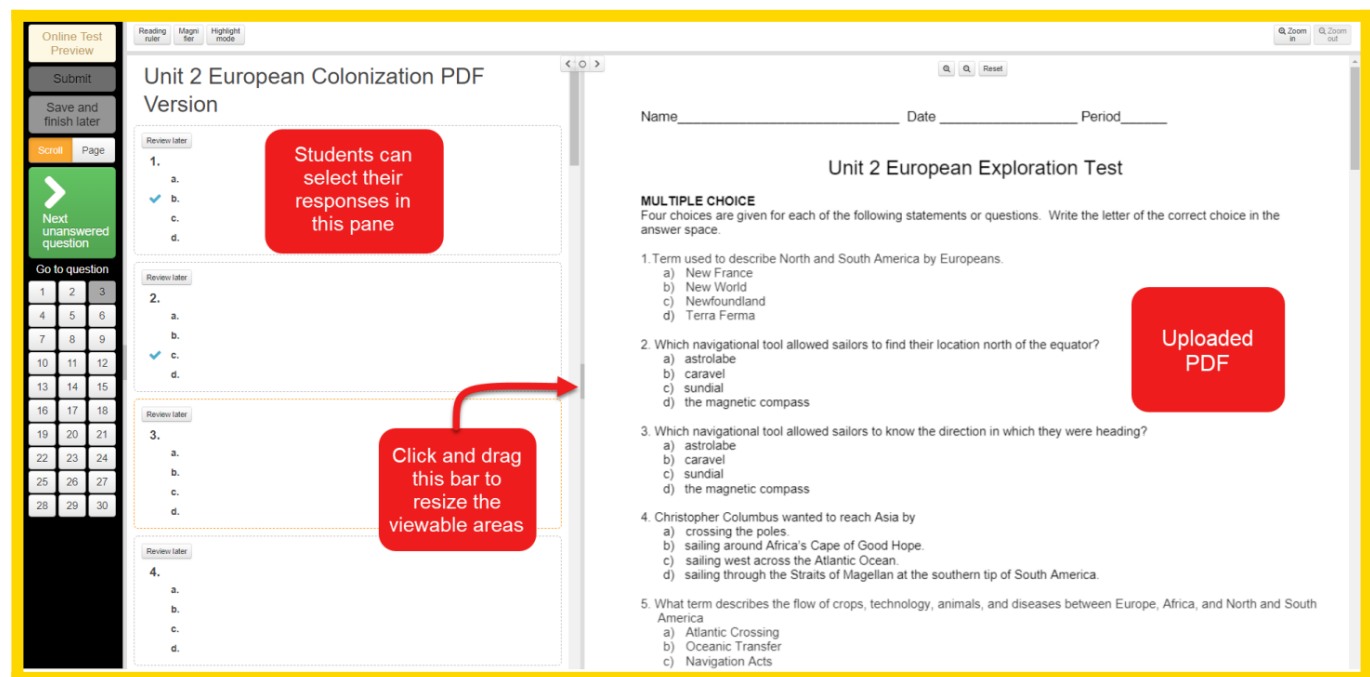 Online Test
Preview
Submit
Save and
finish later
Scroll
Page
Next
unanswered
question
Go to question
1 2 3
4 5 6
7 8 9
10 11 12
13 14 15
16 17 18
19 20 21
22 23 24
25 26 27
28 29 30
Reading
ruler
Magni
fier
Highlight
mode
Zoom
in
Zoom
out
Unit 2 European Colonization PDF
Version
Review later
1.
a.
b.
c.
d.
Students can
select their
responses in
this pane
Review later
2.
a.
b.
c.
d.
Review later
3.
a.
b.
c.
d.
Click and drag
this bar to
resize the
viewable areas
Review later
4.
a.
b.
c.
d.
Reset
Name____________________________ Date __________________ Period______
Unit 2 European Exploration Test
MULTIPLE CHOICE
Four choices are given for each of the following statements or questions. Write the letter of the correct choice in the
answer space.
1. Term used to describe North and South America by Europeans.
a) New France
b) New World
c) Newfoundland
d) Terra Ferma
2. Which navigational tool allowed sailors to find their location north of the equator?
a) astrolabe
b) caravel
c) sundial
d) the magnetic compass
Uploaded
PDF
3. Which navigational tool allowed sailors to know the direction in which they were heading?
a) astrolabe
b) caravel
c) sundial
d) the magnetic compass
4. Christopher Columbus wanted to reach Asia by
a) crossing the poles.
b) sailing around Africa's Cape of Good Hope.
c) sailing west across the Atlantic Ocean.
d) sailing through the Straits of Magellan at the southern tip of South America.
5. What term describes the flow of crops, technology, animals, and diseases between Europe, Africa, and North and South
America
a) Atlantic Crossing
b) Oceanic Transfer
c) Navigation Acts